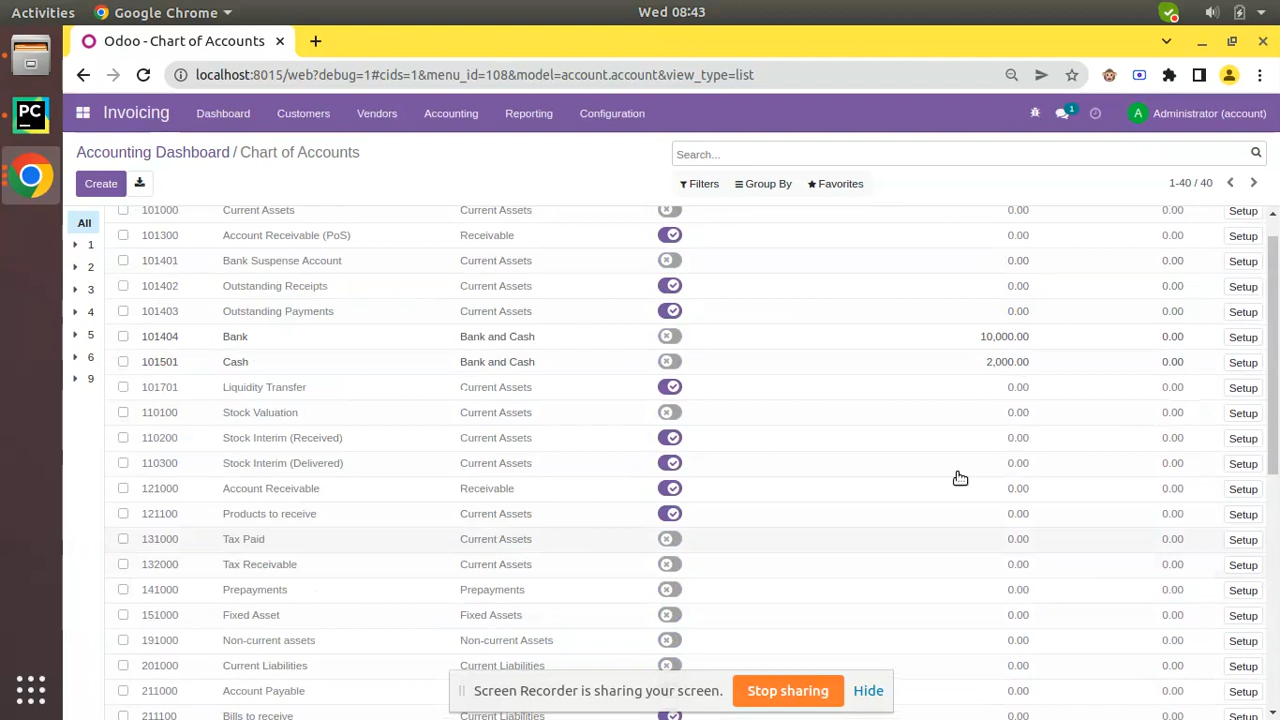 Activities Google Chrome Wed 08:43
Odoo - Chart of Accounts
localhost:8015/web?debug=1#cids=1&menu_id=108&model=account.account&view_type=list
PC
Invoicing Dashboard Customers Vendors Accounting Reporting Configuration 1 A Administrator (account)
Accounting Dashboard / Chart of Accounts Search...
Create Filters Group By Favorites 1-40 / 40
All
1
2
3
4
5
6
9
101000 Current Assets Current Assets 0.00 0.00 Setup
101300 Account Receivable (PoS) Receivable 0.00 0.00 Setup
101401 Bank Suspense Account Current Assets 0.00 0.00 Setup
101402 Outstanding Receipts Current Assets 0.00 0.00 Setup
101403 Outstanding Payments Current Assets 0.00 0.00 Setup
101404 Bank Bank and Cash 10,000.00 0.00 Setup
101501 Cash Bank and Cash 2,000.00 0.00 Setup
101701 Liquidity Transfer Current Assets 0.00 0.00 Setup
110100 Stock Valuation Current Assets 0.00 0.00 Setup
110200 Stock Interim (Received) Current Assets 0.00 0.00 Setup
110300 Stock Interim (Delivered) Current Assets 0.00 0.00 Setup
121000 Account Receivable Receivable 0.00 0.00 Setup
121100 Products to receive Current Assets 0.00 0.00 Setup
131000 Tax Paid Current Assets 0.00 0.00 Setup
132000 Tax Receivable Current Assets 0.00 0.00 Setup
141000 Prepayments Prepayments 0.00 0.00 Setup
151000 Fixed Asset Fixed Assets 0.00 0.00 Setup
191000 Non-current assets Non-current Assets 0.00 0.00 Setup
201000 Current Liabilities Current Liabilities 0.00 0.00 Setup
211000 Account Payable 0.00 0.00 Setup
211100 Bills to receive Current Liabilities 0.00 0.00 Setup
Screen Recorder is sharing your screen. Stop sharing Hide